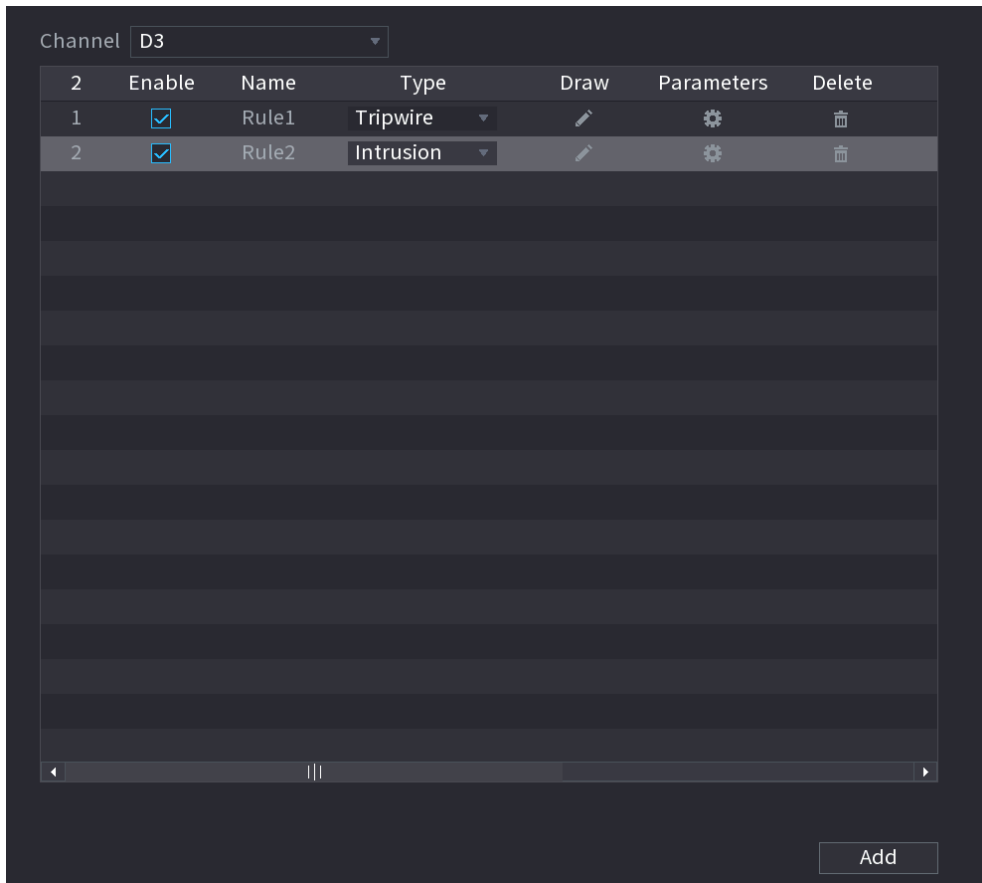 Channel D3
2 Enable Name Type Draw Parameters Delete
1 Rule1 Tripwire
2 Rule2 Intrusion
Add